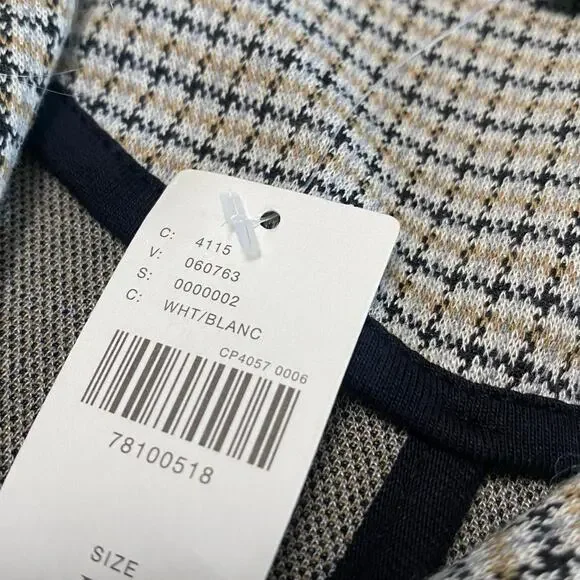 C: 4115
V: 060763
S: 0000002
C: WHT/BLANC
CP4057 0006
78100518
SIZE